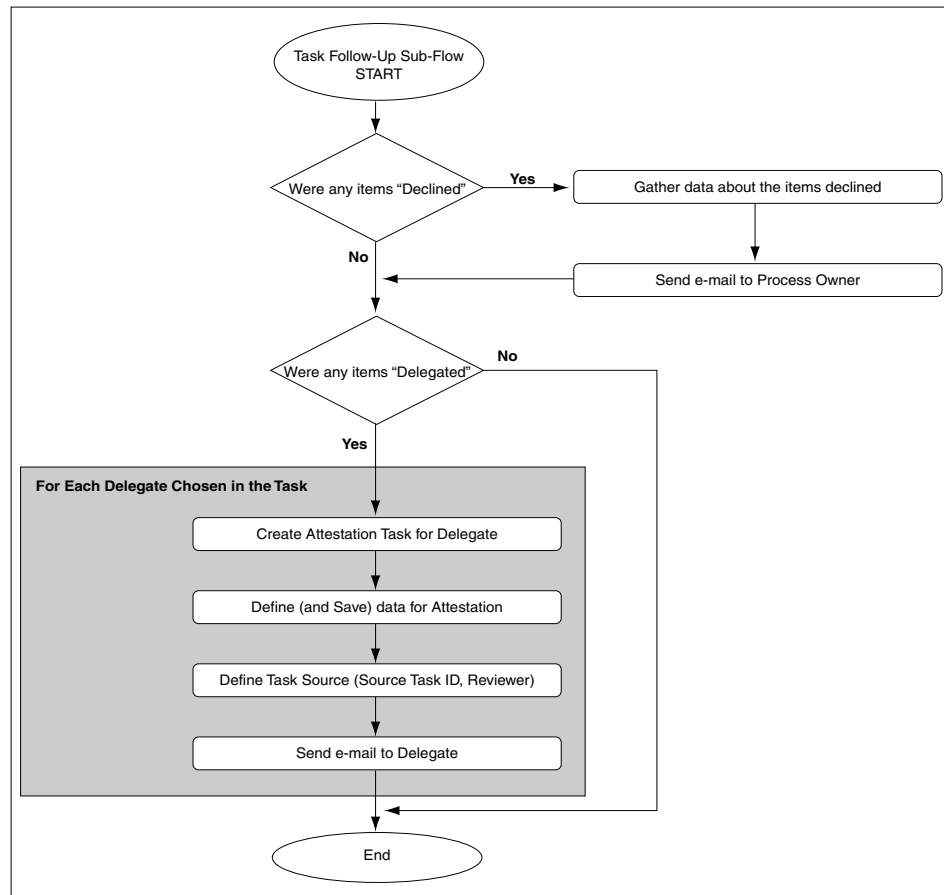 Task Follow-Up Sub-Flow
START
Were any items “Declined”
Yes
Gather data about the items declined
No
Send e-mail to Process Owner
Were any items “Delegated”
No
Yes
For Each Delegate Chosen in the Task
Create Attestation Task for Delegate
Define (and Save) data for Attestation
Define Task Source (Source Task ID, Reviewer)
Send e-mail to Delegate
End